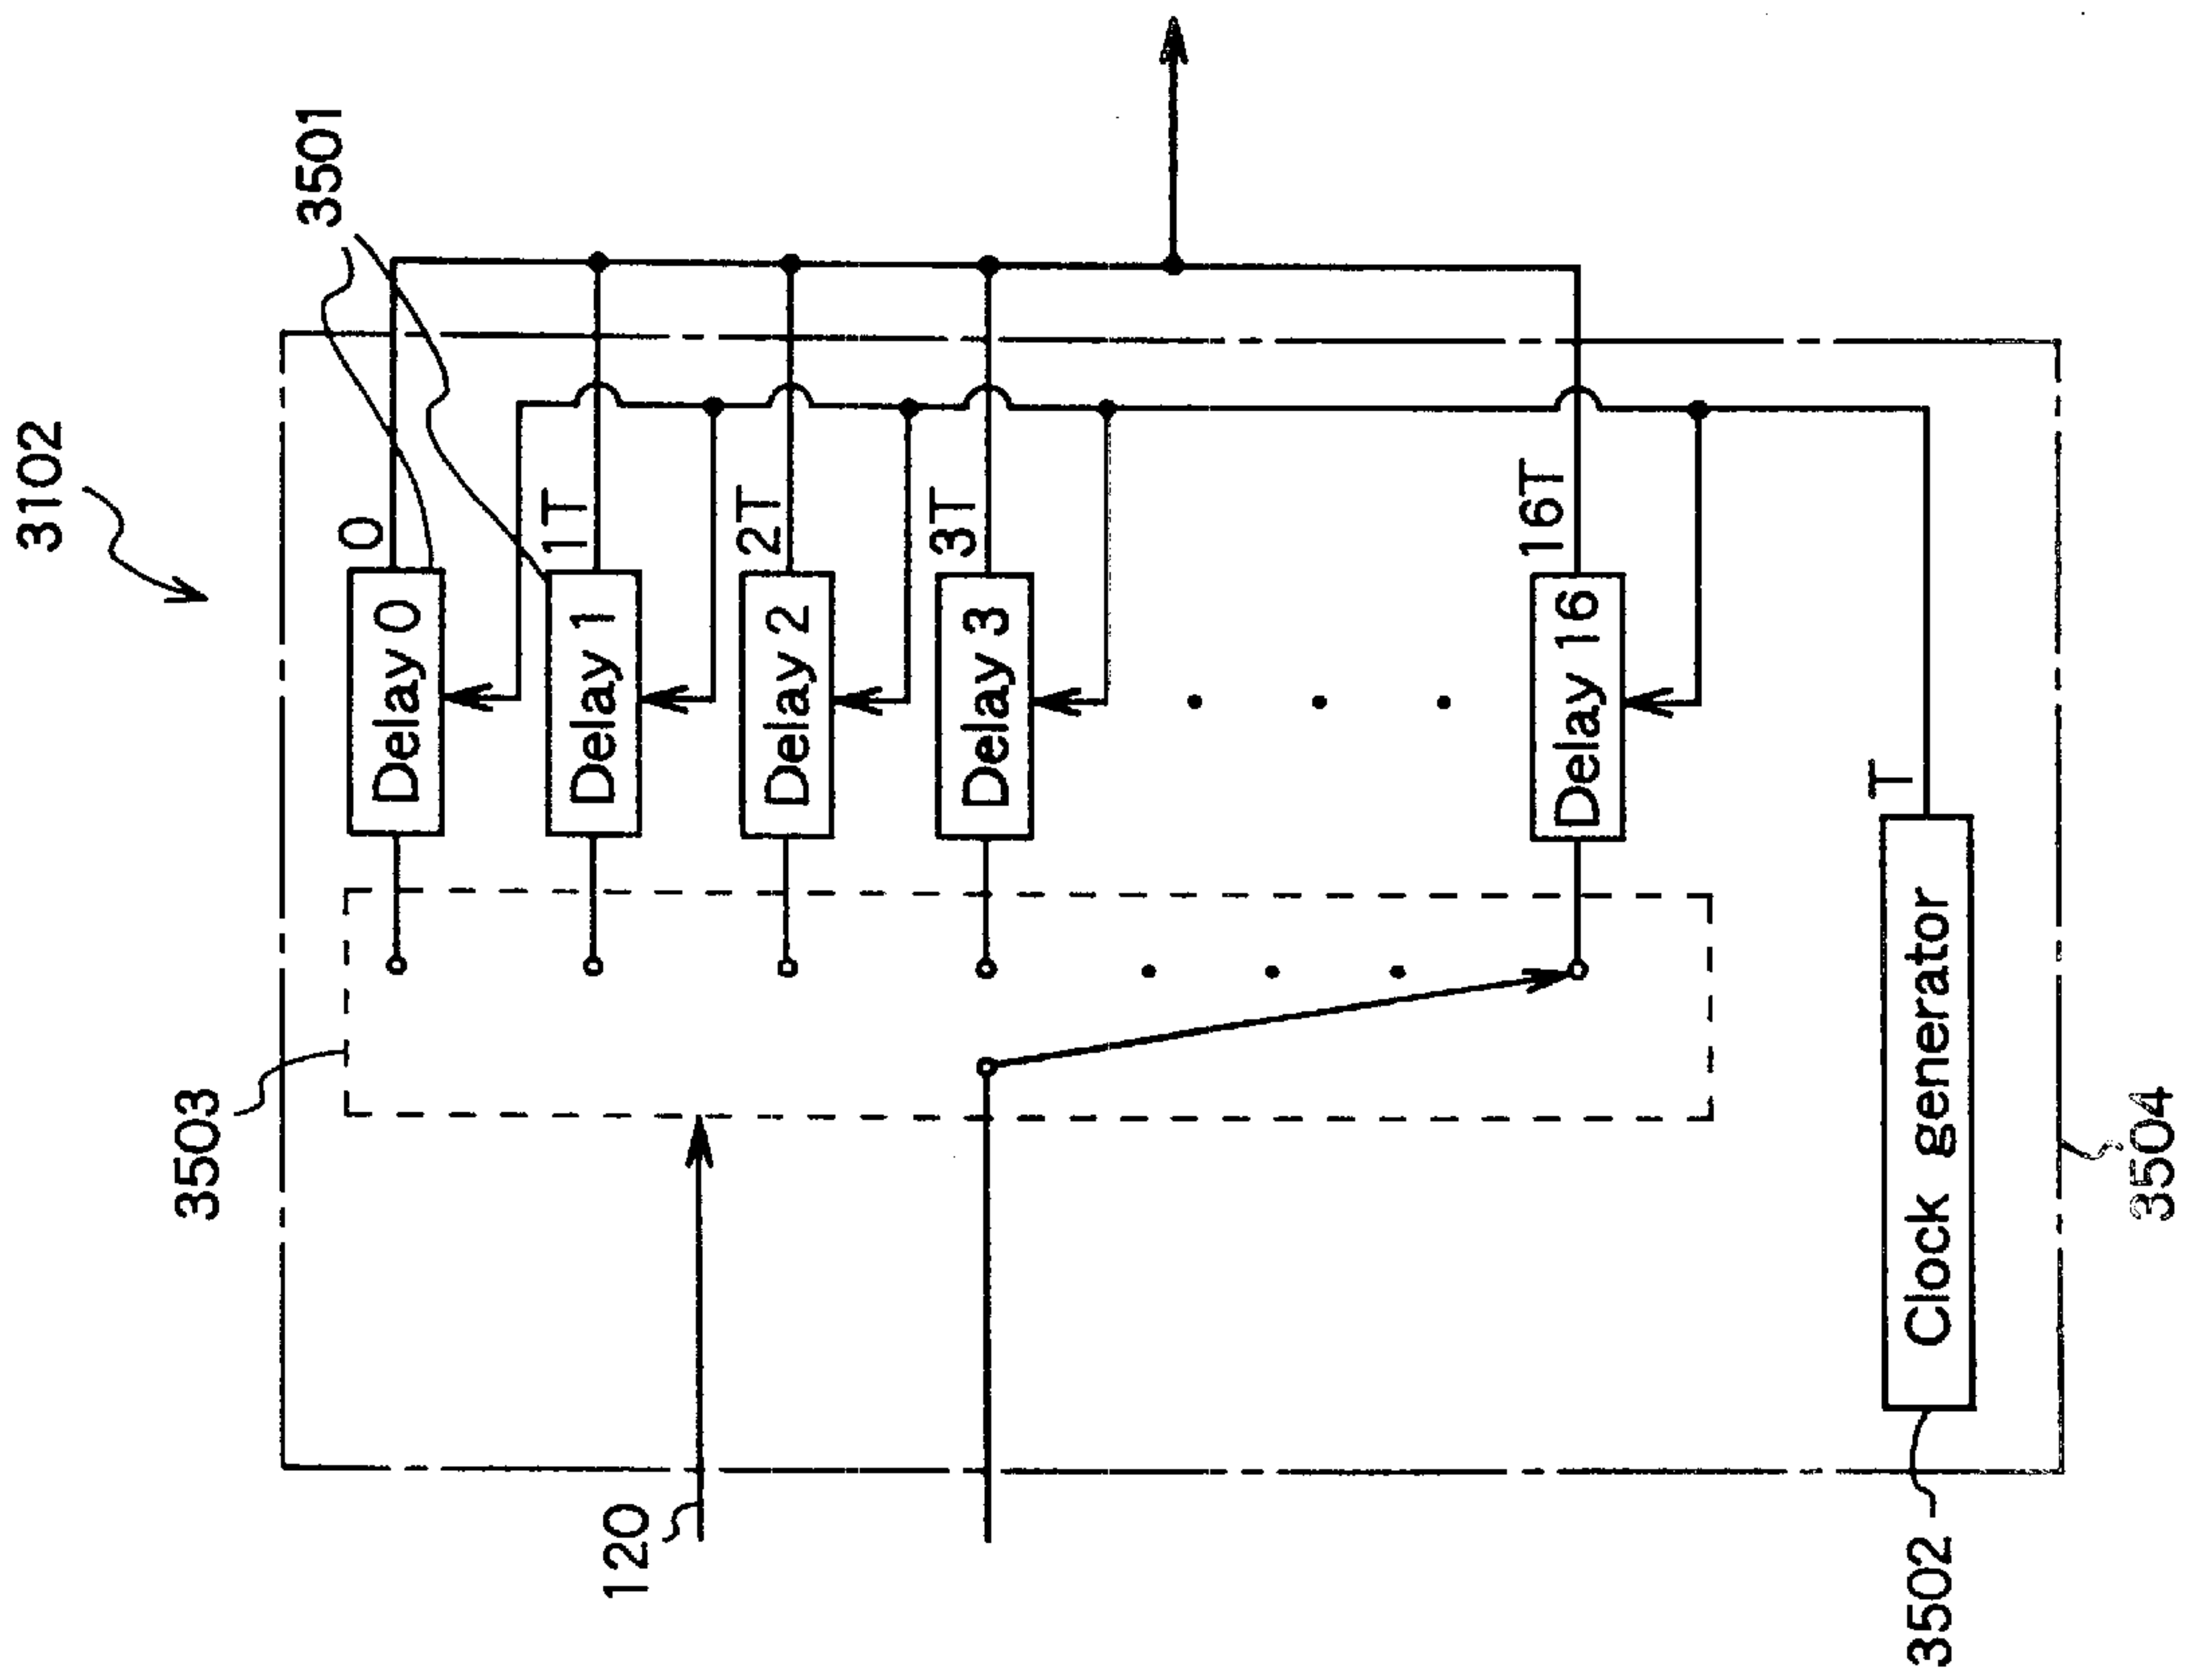 3102
3501
0
Delay 0
1T
Delay 1
2T
Delay 2
3T
Delay 3
16T
Delay 16
T
Clock generator
3503
120
3502
3504